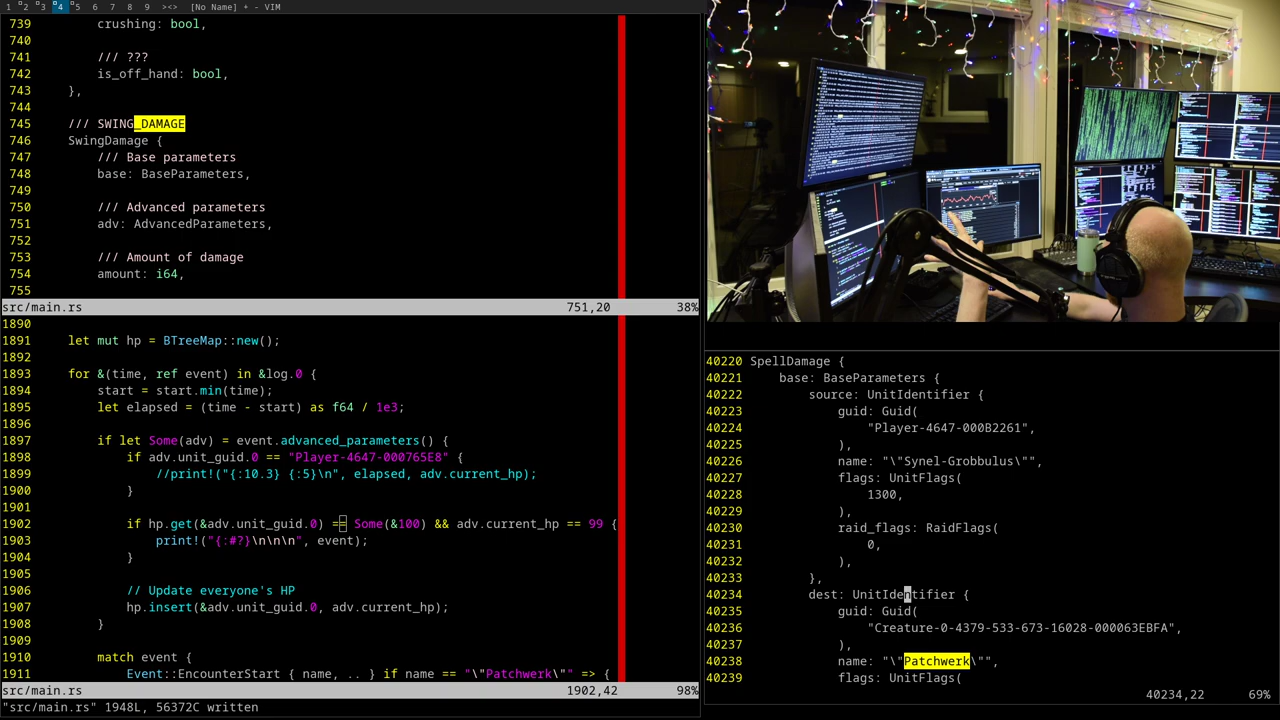 1 2 3 4 5 6 7 8 9 ><> [No Name] + - VIM
739 crushing: bool,
740
741 /// ???
742 is_off_hand: bool,
743 },
744
745 /// SWING_DAMAGE
746 SwingDamage {
747 /// Base parameters
748 base: BaseParameters,
749
750 /// Advanced parameters
751 adv: AdvancedParameters,
752
753 /// Amount of damage
754 amount: i64,
755
src/main.rs 751,20 38%
1890
1891 let mut hp = BTreeMap::new();
1892
1893 for &(time, ref event) in &log.0 {
1894 start = start.min(time);
1895 let elapsed = (time - start) as f64 / 1e3;
1896
1897 if let Some(adv) = event.advanced_parameters() {
1898 if adv.unit_guid.0 == "Player-4647-000765E8" {
1899 //print!("{:10.3} {:5}\n", elapsed, adv.current_hp);
1900 }
1901
1902 if hp.get(&adv.unit_guid.0) == Some(&100) && adv.current_hp == 99 {
1903 print!("{:#?}\n\n\n", event);
1904 }
1905
1906 // Update everyone's HP
1907 hp.insert(&adv.unit_guid.0, adv.current_hp);
1908 }
1909
1910 match event {
1911 Event::EncounterStart { name, .. } if name == "\"Patchwerk\"" => {
src/main.rs 1902,42 98%
"src/main.rs" 1948L, 56372C written
40220 SpellDamage {
40221 base: BaseParameters {
40222 source: UnitIdentifier {
40223 guid: Guid(
40224 "Player-4647-000B2261",
40225 ),
40226 name: "\"Synel-Grobbulus\"",
40227 flags: UnitFlags(
40228 1300,
40229 ),
40230 raid_flags: RaidFlags(
40231 0,
40232 ),
40233 },
40234 dest: UnitIdentifier {
40235 guid: Guid(
40236 "Creature-0-4379-533-673-16028-000063EBFA",
40237 ),
40238 name: "\"Patchwerk\"",
40239 flags: UnitFlags(
40234,22 69%